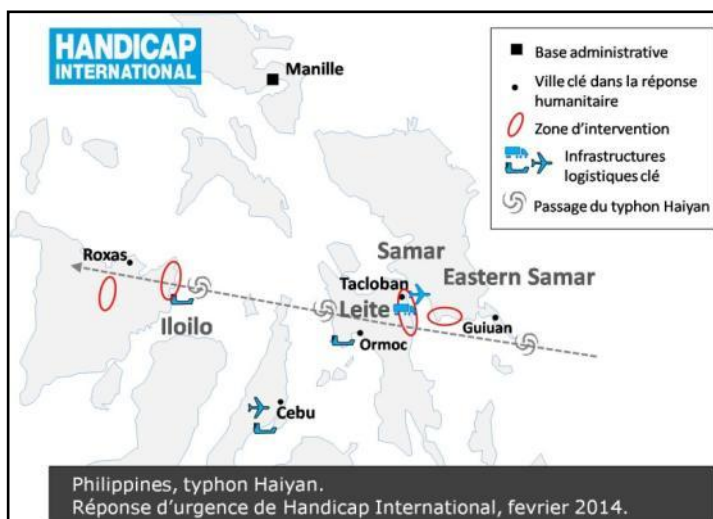 HANDICAP
INTERNATIONAL
Manille
Base administrative
Ville clé dans la réponse
humanitaire
Zone d'intervention
Infrastructures
logistiques clé
Passage du typhon Haiyan
Roxas
Samar
Tacloban
Eastern Samar
Leite
Guiuan
Iloilo
Ormoc
Cebu
Philippines, typhon Haiyan.
Réponse d'urgence de Handicap International, fevrier 2014.